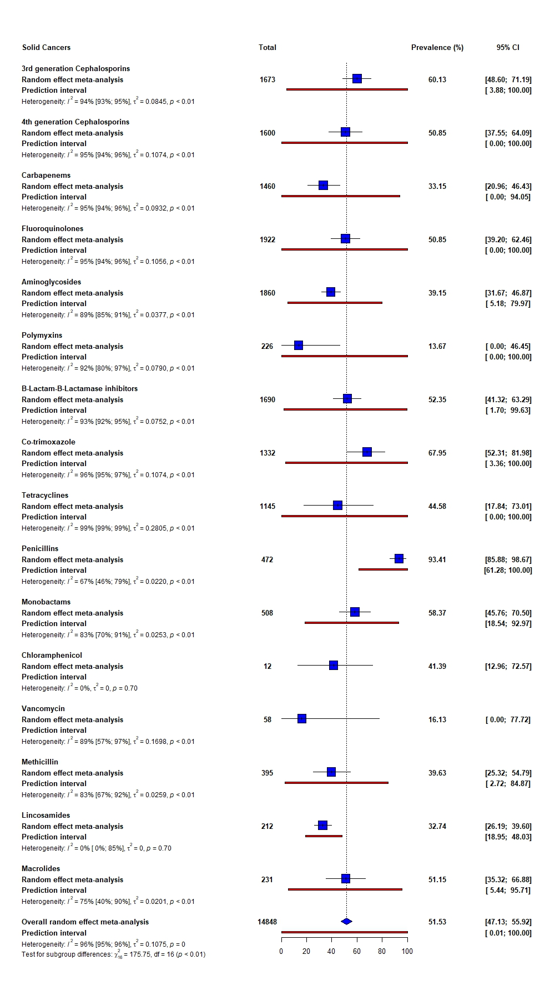 Solid Cancers Total Prevalence (%) 95% CI
3rd generation Cephalosporins
Random effect meta-analysis 1673 60.13 [48.60; 71.19]
Prediction interval [ 3.88; 100.00]
Heterogeneity: I² = 94% [93%; 95%], τ² = 0.0845, p < 0.01
4th generation Cephalosporins
Random effect meta-analysis 1600 50.85 [37.55; 64.09]
Prediction interval [ 0.00; 100.00]
Heterogeneity: I² = 95% [94%; 96%], τ² = 0.1074, p < 0.01
Carbapenems
Random effect meta-analysis 1460 33.15 [20.96; 46.43]
Prediction interval [ 0.00; 94.05]
Heterogeneity: I² = 95% [94%; 96%], τ² = 0.0932, p < 0.01
Fluoroquinolones
Random effect meta-analysis 1922 50.85 [39.20; 62.46]
Prediction interval [ 0.00; 100.00]
Heterogeneity: I² = 95% [94%; 96%], τ² = 0.1056, p < 0.01
Aminoglycosides
Random effect meta-analysis 1860 39.15 [31.67; 46.87]
Prediction interval [ 5.18; 79.97]
Heterogeneity: I² = 89% [85%; 91%], τ² = 0.0377, p < 0.01
Polymyxins
Random effect meta-analysis 226 13.67 [ 0.00; 46.45]
Prediction interval [ 0.00; 100.00]
Heterogeneity: I² = 92% [80%; 97%], τ² = 0.0790, p < 0.01
B-Lactam-B-Lactamase inhibitors
Random effect meta-analysis 1690 52.35 [41.32; 63.29]
Prediction interval [ 1.70; 99.63]
Heterogeneity: I² = 93% [92%; 95%], τ² = 0.0752, p < 0.01
Co-trimoxazole
Random effect meta-analysis 1332 67.95 [52.31; 81.98]
Prediction interval [ 3.36; 100.00]
Heterogeneity: I² = 96% [95%; 97%], τ² = 0.1074, p < 0.01
Tetracyclines
Random effect meta-analysis 1145 44.58 [17.84; 73.01]
Prediction interval [ 0.00; 100.00]
Heterogeneity: I² = 99% [99%; 99%], τ² = 0.2805, p < 0.01
Penicillins
Random effect meta-analysis 472 93.41 [85.88; 98.67]
Prediction interval [61.28; 100.00]
Heterogeneity: I² = 67% [46%; 79%], τ² = 0.0220, p < 0.01
Monobactams
Random effect meta-analysis 508 58.37 [45.76; 70.50]
Prediction interval [18.54; 92.97]
Heterogeneity: I² = 83% [70%; 91%], τ² = 0.0253, p < 0.01
Chloramphenicol
Random effect meta-analysis 12 41.39 [12.96; 72.57]
Prediction interval
Heterogeneity: I² = 0%, τ² = 0, p = 0.70
Vancomycin
Random effect meta-analysis 58 16.13 [ 0.00; 77.72]
Prediction interval
Heterogeneity: I² = 89% [57%; 97%], τ² = 0.1698, p < 0.01
Methicillin
Random effect meta-analysis 395 39.63 [25.32; 54.79]
Prediction interval [ 2.72; 84.87]
Heterogeneity: I² = 83% [67%; 92%], τ² = 0.0259, p < 0.01
Lincosamides
Random effect meta-analysis 212 32.74 [26.19; 39.60]
Prediction interval [18.95; 48.03]
Heterogeneity: I² = 0% [ 0%; 85%], τ² = 0, p = 0.70
Macrolides
Random effect meta-analysis 231 51.15 [35.32; 66.88]
Prediction interval [ 5.44; 95.71]
Heterogeneity: I² = 75% [40%; 90%], τ² = 0.0201, p < 0.01
Overall random effect meta-analysis 14848 51.53 [47.13; 55.92]
Prediction interval [ 0.01; 100.00]
Heterogeneity: I² = 96% [95%; 96%], τ² = 0.1075, p = 0
Test for subgroup differences: χ²₁₆ = 175.75, df = 16 (p < 0.01)
0 20 40 60 80 100